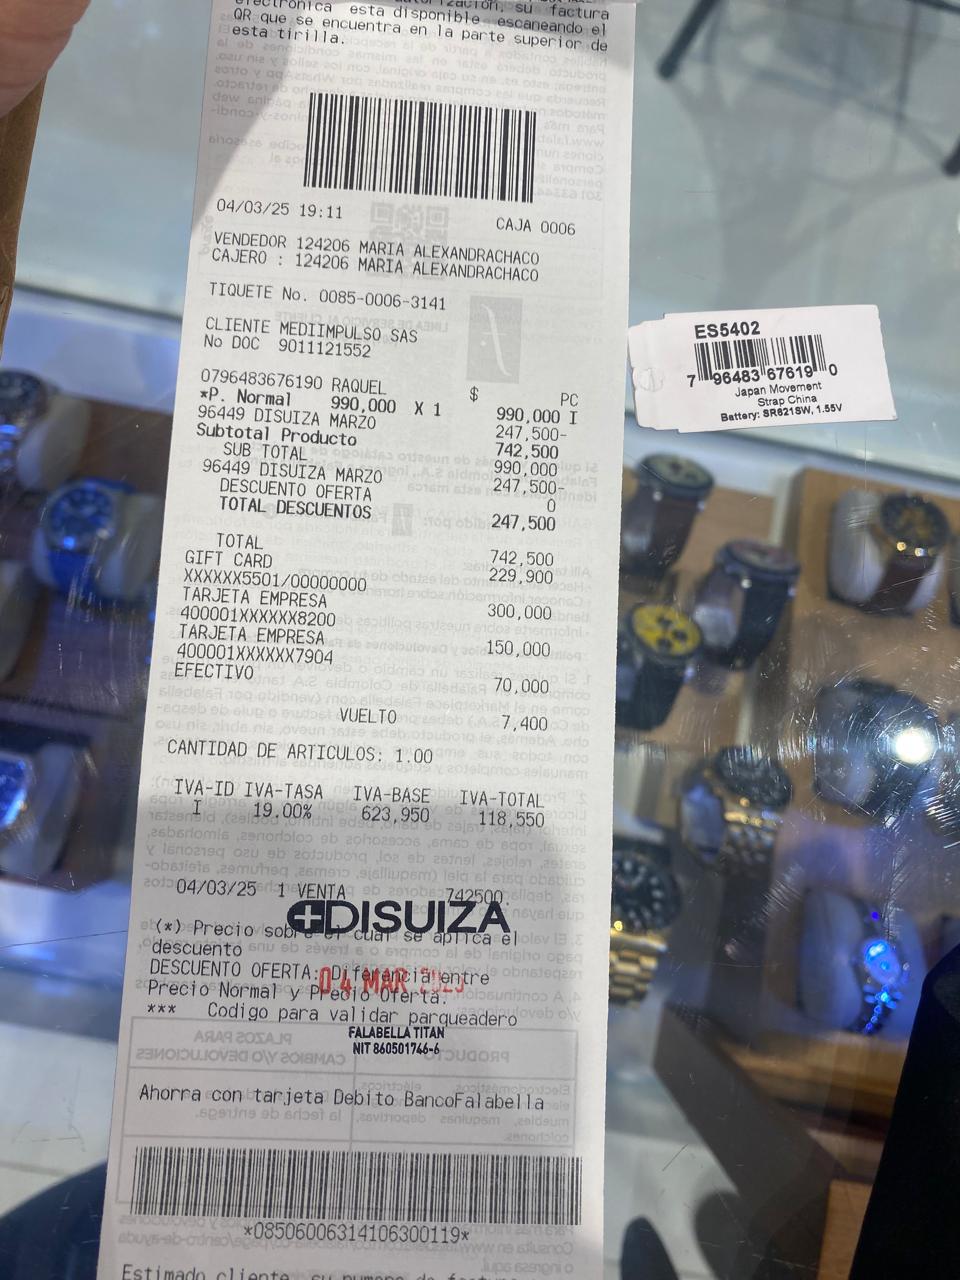 electrónica esta disponible escaneando el
QR que se encuentra en la parte superior de
esta tirilla.
04/03/25 19:11
CAJA 0006
VENDEDOR 124206 MARIA ALEXANDRACHACO
CAJERO : 124206 MARIA ALEXANDRACHACO
TIQUETE No. 0085-0006-3141
CLIENTE MEDIIMPULSO SAS
No DOC 9011121552
$ PC
0796483676190 RAQUEL 990,000 I
*P. Normal 990,000 X 1
96449 DISUIZA MARZO 247,500-
Subtotal Producto 742,500
SUB TOTAL 990,000
96449 DISUIZA MARZO 247,500-
DESCUENTO OFERTA 0
TOTAL DESCUENTOS 247,500
TOTAL 742,500
GIFT CARD 229,900
XXXXXX5501/00000000
TARJETA EMPRESA 300,000
400001XXXXXX8200
TARJETA EMPRESA 150,000
400001XXXXXX7904
EFECTIVO 70,000
VUELTO 7,400
CANTIDAD DE ARTICULOS: 1.00
IVA-ID IVA-TASA IVA-BASE IVA-TOTAL
I 19.00% 623,950 118,550
04/03/25 1 VENTA 742500
DISUIZA
(*) Precio sobre el cual se aplica el
descuento
DESCUENTO OFERTA: Diferencia entre
04 MAR 2025
Precio Normal y Precio Oferta.
*** Codigo para validar parqueadero
FALABELLA TITAN
NIT 860501746-6
Ahorra con tarjeta Debito BancoFalabella
*08506006314106300119*
Estimado cliente, su numero de
ES5402
7 96483 67619 0
Japan Movement
Strap China
Battery: SR621SW, 1.55V